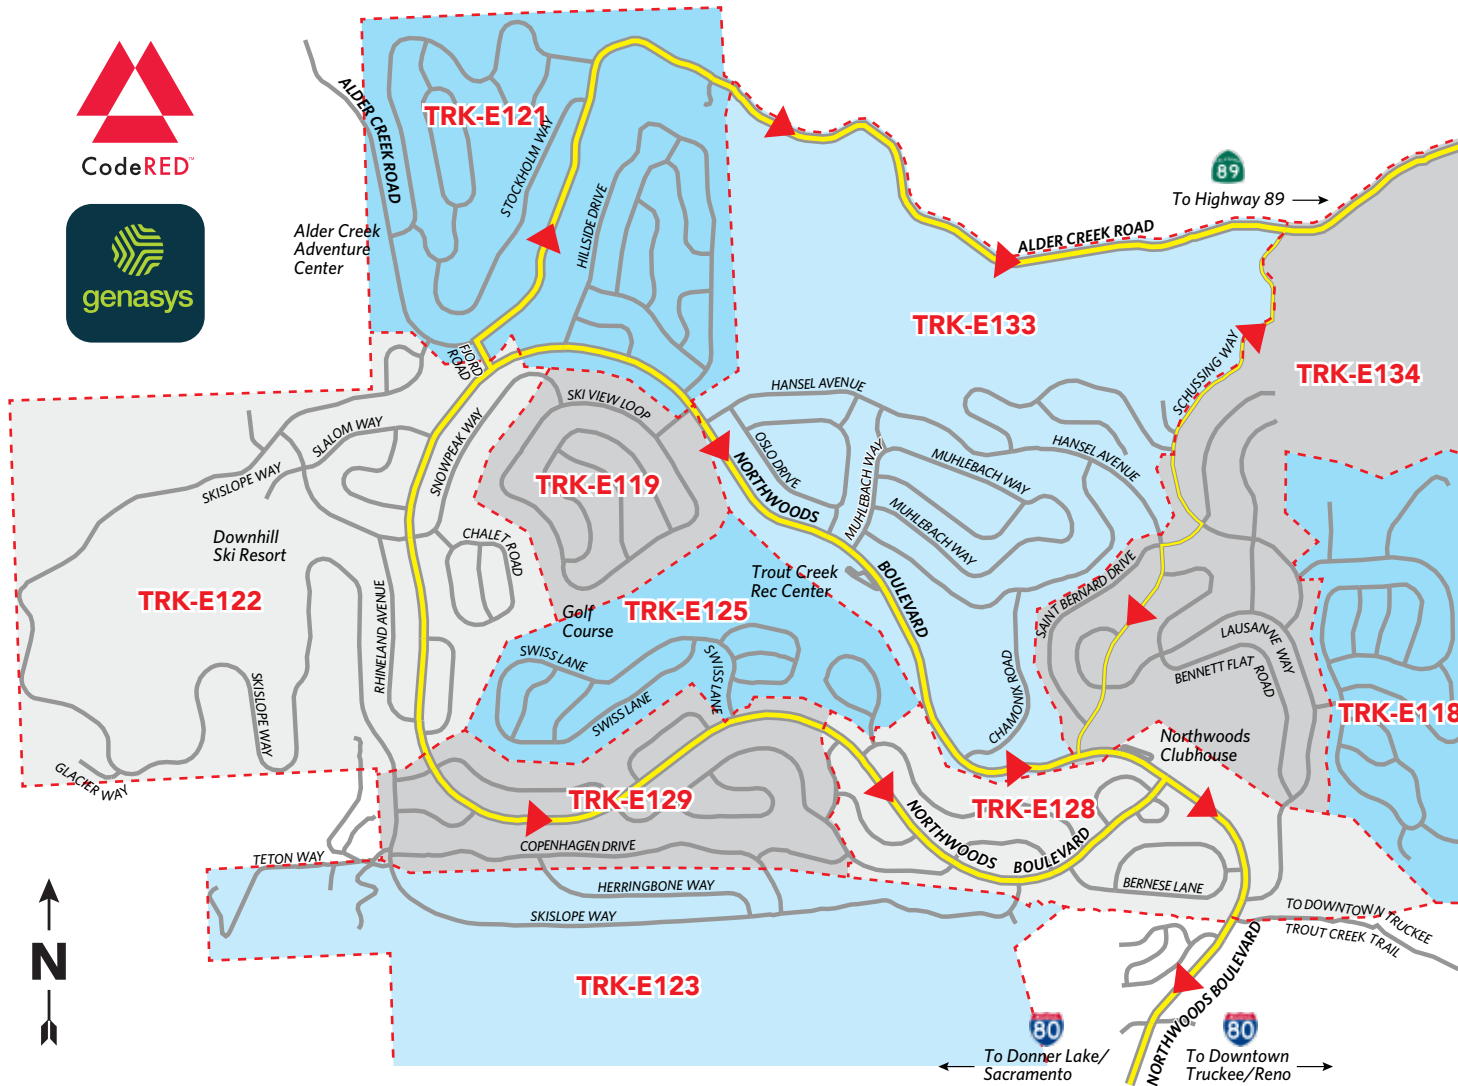 CodeRED™
genasys
ALDER CREEK ROAD
TRK-E121
STOCKHOLM WAY
HILLSIDE DRIVE
Alder Creek
Adventure
Center
FJORD
ROAD
89
To Highway 89
ALDER CREEK ROAD
TRK-E133
SCHUSSING WAY
TRK-E134
SKI VIEW LOOP
HANSEL AVENUE
OSLO DRIVE
MUHLEBACH WAY
MUHLEBACH WAY
MUHLEBACH WAY
HANSEL AVENUE
SLALOM WAY
SKISLOPE WAY
SNOWPEAK WAY
TRK-E119
NORTHWOODS
BOULEVARD
Downhill
Ski Resort
CHALET ROAD
TRK-E122
RHINELAND AVENUE
Golf
Course
TRK-E125
Trout Creek
Rec Center
SAINT BERNARD DRIVE
LAUSANNE WAY
BENNETT FLAT
ROAD
SWISS LANE
SWISS LANE
SWISS LANE
SKISLOPE WAY
CHAMONIX ROAD
TRK-E118
Northwoods
Clubhouse
GLACIER WAY
TRK-E129
TRK-E128
NORTHWOODS
BOULEVARD
COPENHAGEN DRIVE
TETON WAY
HERRINGBONE WAY
BERNESE LANE
SKISLOPE WAY
TO DOWNTOWN TRUCKEE
TROUT CREEK TRAIL
N
TRK-E123
NORTHWOODS BOULEVARD
80
To Donner Lake/
Sacramento
80
To Downtown
Truckee/Reno